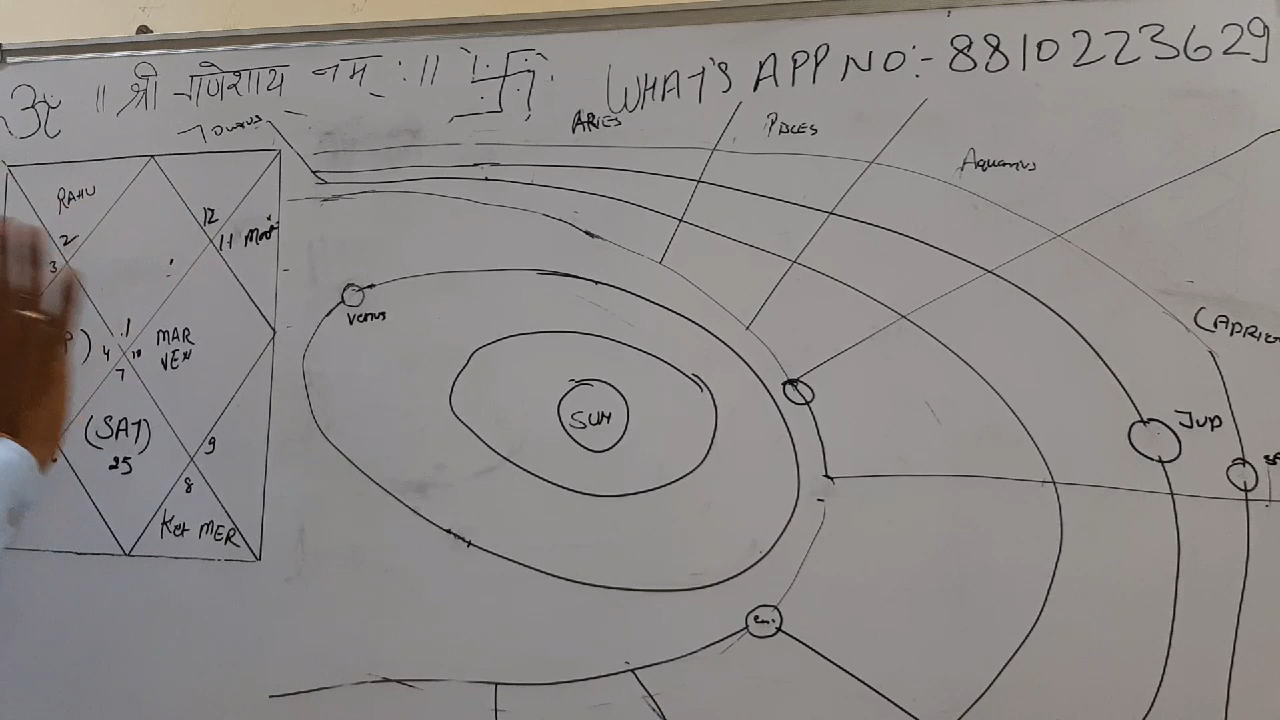 ॐ ॥ श्री गणेशाय नमः ॥ 卐 WHAT'S APP NO:- 8810223629
Taurus
ARIES
PISCES
Aquarius
CAPRICO
RAHU
2
3
12
11 Moon
1
4 10
7
MAR
VEN
(SAT)
25
9
8
Ket MER
Venus
SUN
Jup